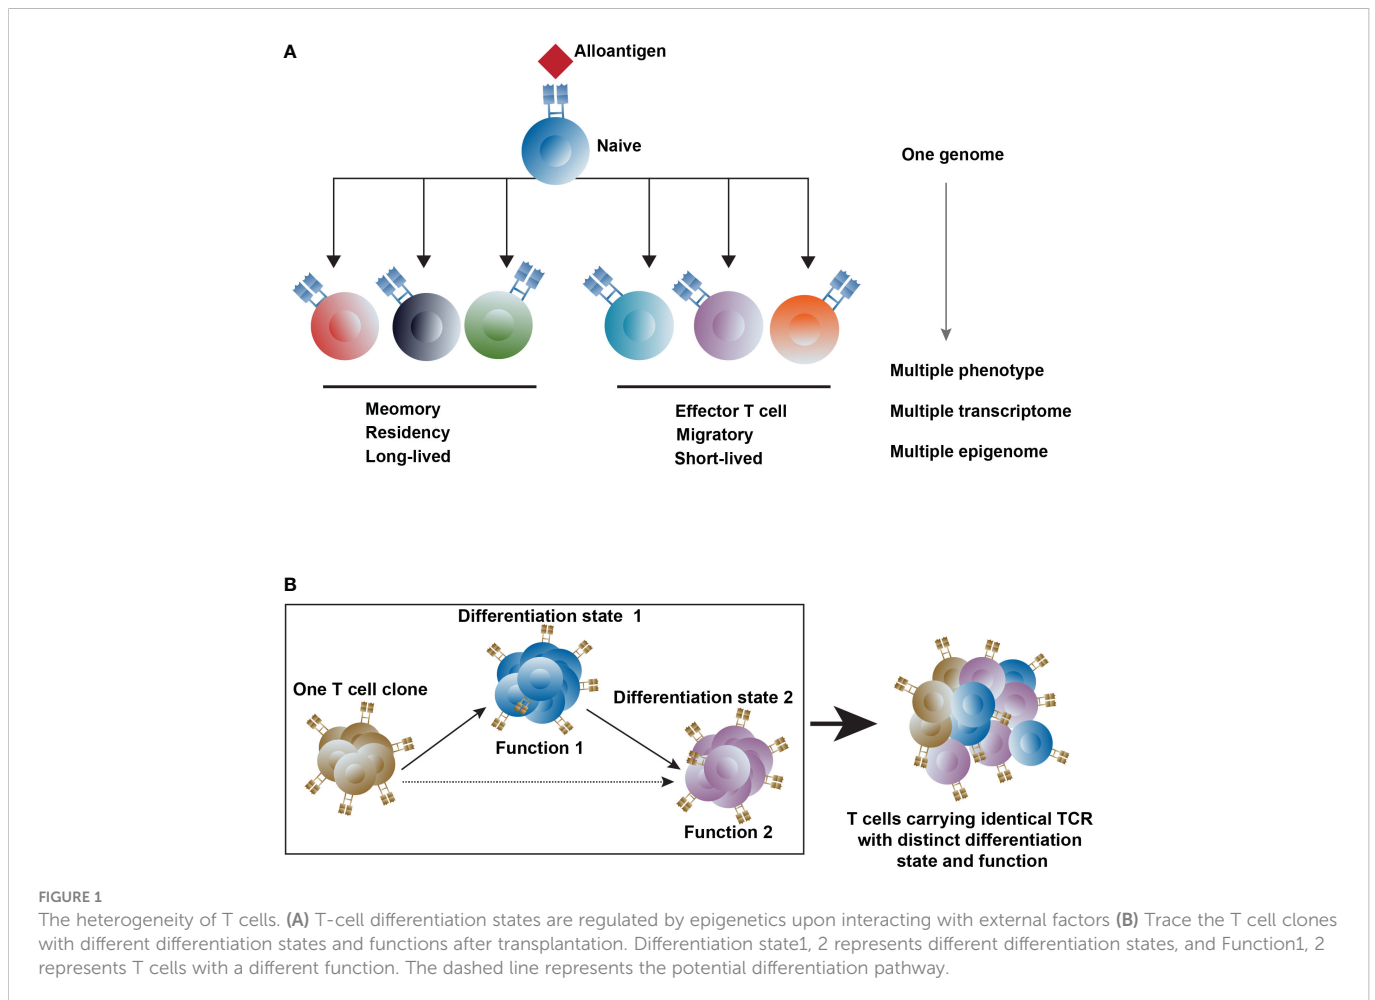 A
Alloantigen
Naive
One genome
Multiple phenotype
Multiple transcriptome
Multiple epigenome
Meomory
Residency
Long-lived
Effector T cell
Migratory
Short-lived
B
Differentiation state 1
One T cell clone
Differentiation state 2
Function 1
Function 2
T cells carrying identical TCR
with distinct differentiation
state and function
FIGURE 1
The heterogeneity of T cells. (A) T-cell differentiation states are regulated by epigenetics upon interacting with external factors (B) Trace the T cell clones
with different differentiation states and functions after transplantation. Differentiation state1, 2 represents different differentiation states, and Function1, 2
represents T cells with a different function. The dashed line represents the potential differentiation pathway.